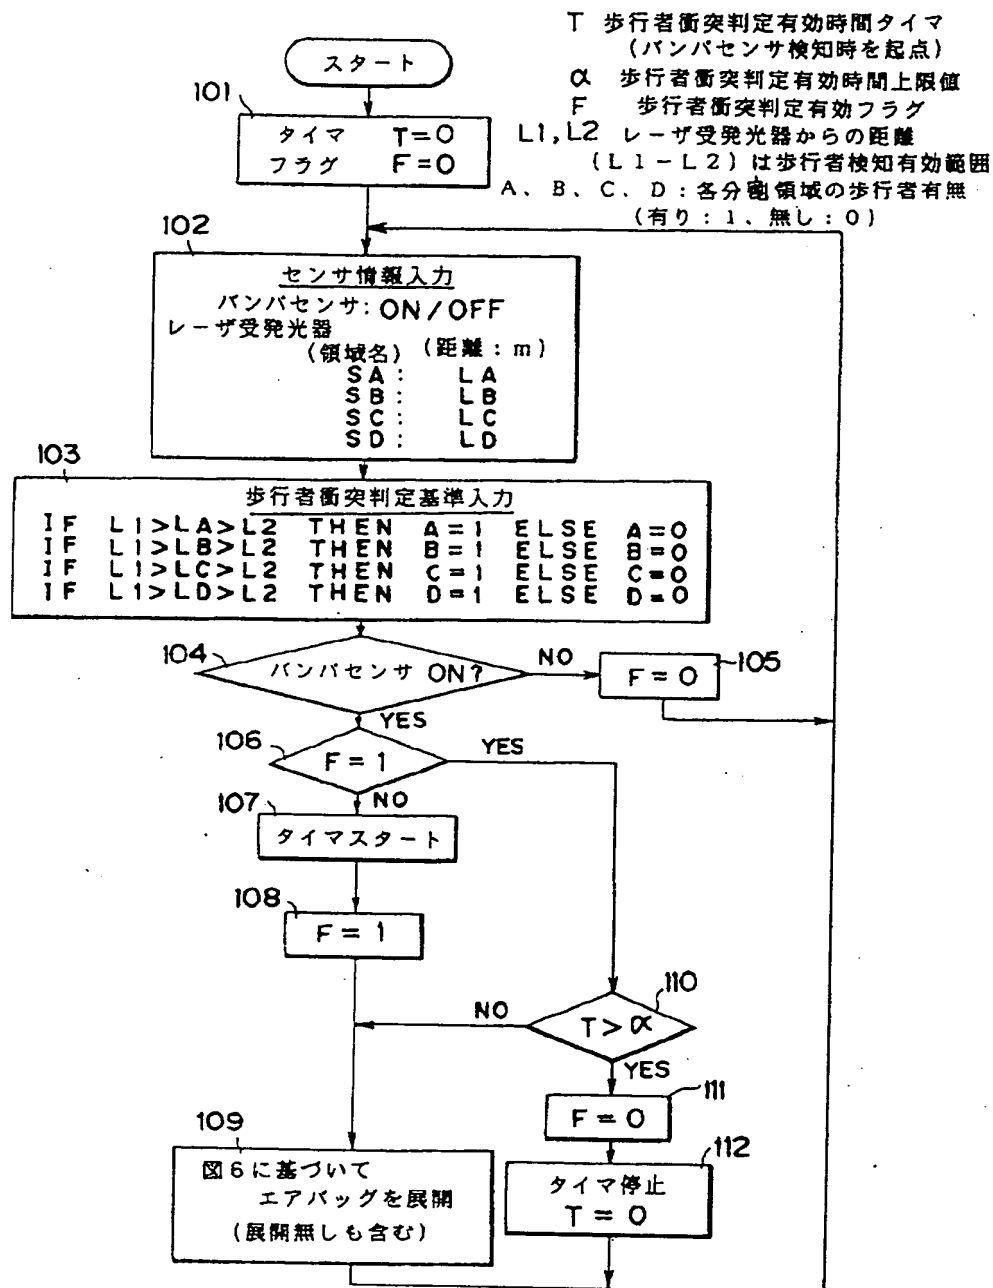 T 歩行者衝突判定有効時間タイマ
(バンパセンサ検知時を起点)
α 歩行者衝突判定有効時間上限値
F 歩行者衝突判定有効フラグ
L1,L2 レーザ受発光器からの距離
(L1-L2)は歩行者検知有効範囲
A、B、C、D:各分割領域の歩行者有無
(有り:1、無し:0)
スタート
101
タイマ T=0
フラグ F=0
102
センサ情報入力
バンパセンサ:ON/OFF
レーザ受発光器
(領域名) (距離:m)
SA: LA
SB: LB
SC: LC
SD: LD
103
歩行者衝突判定基準入力
IF L1>LA>L2 THEN A=1 ELSE A=0
IF L1>LB>L2 THEN B=1 ELSE B=0
IF L1>LC>L2 THEN C=1 ELSE C=0
IF L1>LD>L2 THEN D=1 ELSE D=0
104
バンパセンサ ON?
NO
105
F=0
YES
106
F=1
YES
NO
107
タイマスタート
108
F=1
110
T>α
NO
YES
111
F=0
109
図6に基づいて
エアバッグを展開
(展開無しも含む)
112
タイマ停止
T=0